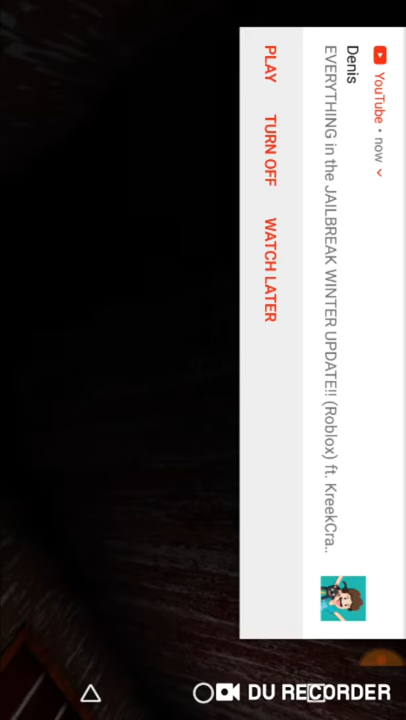 YouTube • now
Denis
EVERYTHING in the JAILBREAK WINTER UPDATE!! (Roblox) ft. KreekCra..
PLAY TURN OFF WATCH LATER
DU RECORDER